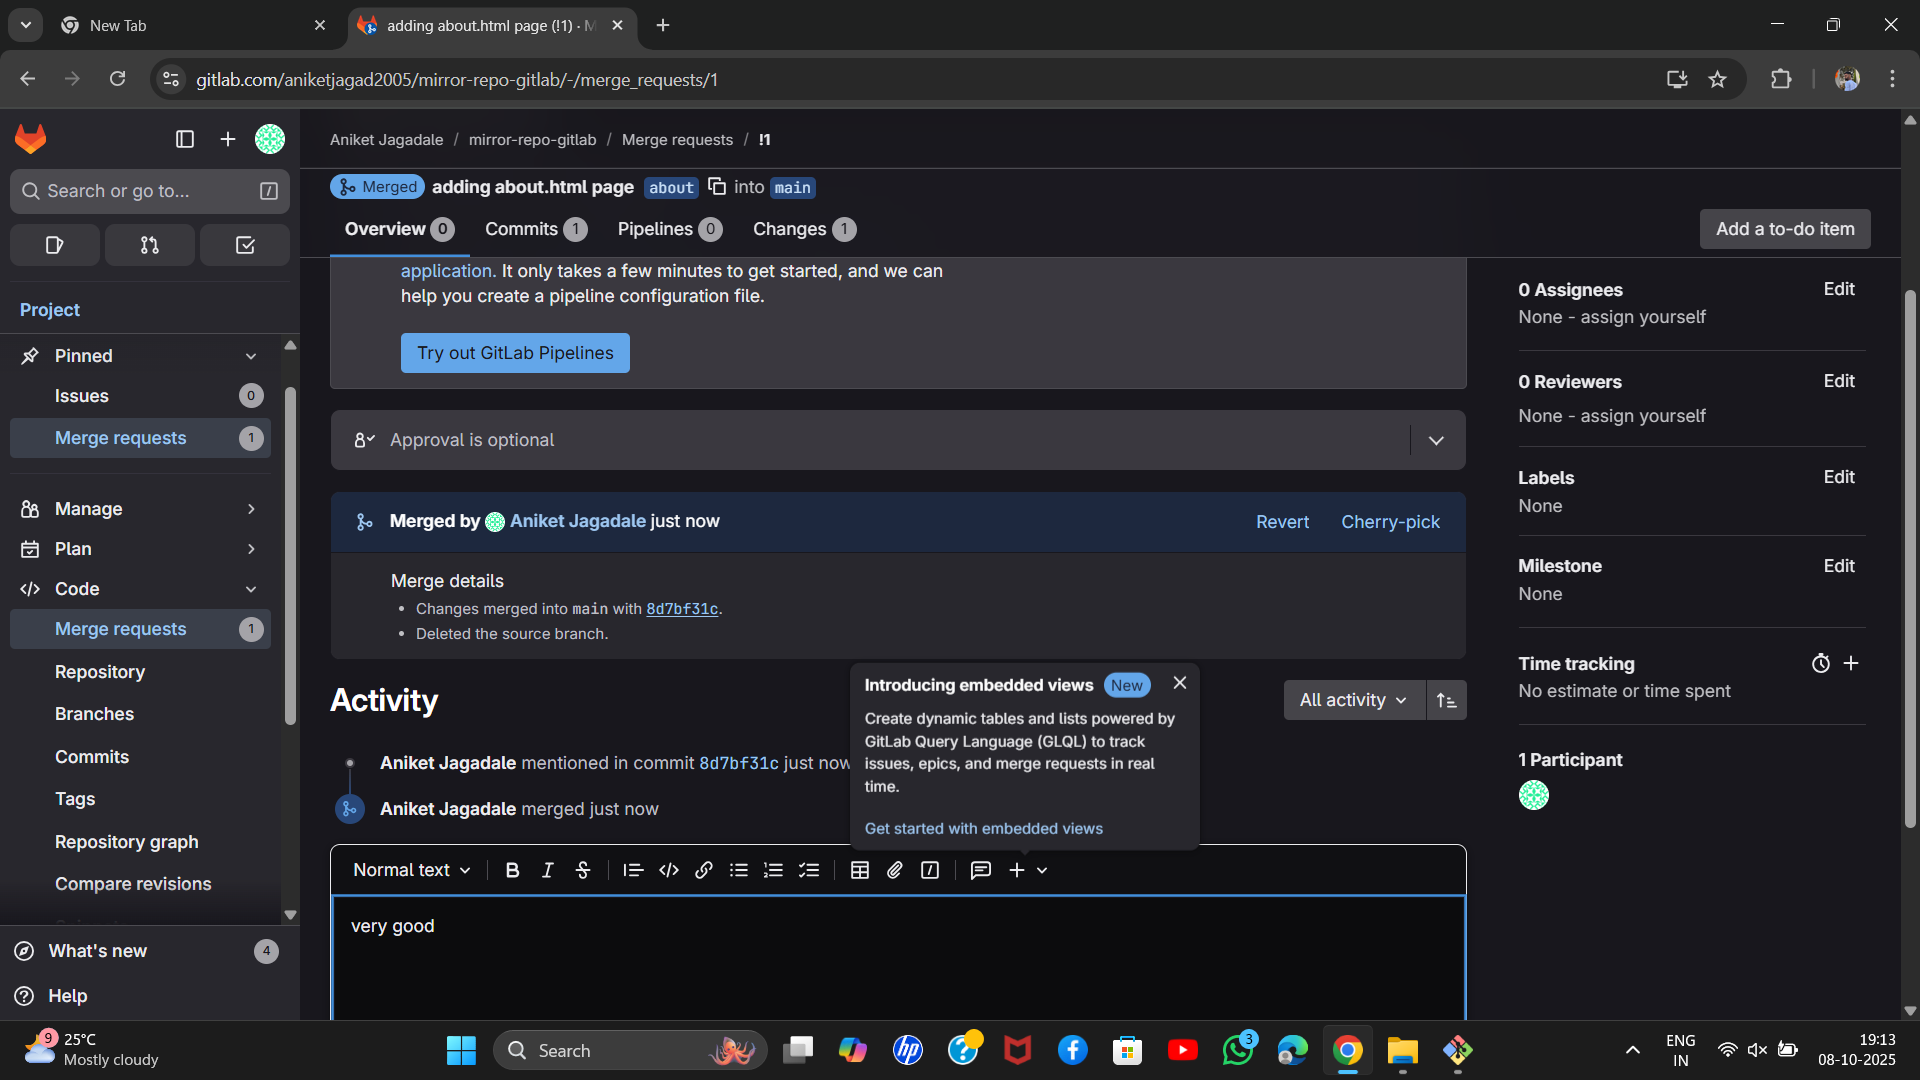 New Tab
adding about.html page (!1) · M
gitlab.com/aniketjagad2005/mirror-repo-gitlab/-/merge_requests/1
Search or go to... /
Project
Pinned
Issues 0
Merge requests 1
Manage
Plan
Code
Merge requests 1
Repository
Branches
Commits
Tags
Repository graph
Compare revisions
What's new 4
Help
Aniket Jagadale / mirror-repo-gitlab / Merge requests / !1
Merged adding about.html page about into main
Overview 0 Commits 1 Pipelines 0 Changes 1
Add a to-do item
application. It only takes a few minutes to get started, and we can
help you create a pipeline configuration file.
Try out GitLab Pipelines
Approval is optional
Merged by Aniket Jagadale just now
Revert Cherry-pick
Merge details
• Changes merged into main with 8d7bf31c.
• Deleted the source branch.
Activity
All activity
Introducing embedded views New
Create dynamic tables and lists powered by
GitLab Query Language (GLQL) to track
issues, epics, and merge requests in real
time.
Get started with embedded views
Aniket Jagadale mentioned in commit 8d7bf31c just now
Aniket Jagadale merged just now
Normal text B I S
very good
0 Assignees Edit
None - assign yourself
0 Reviewers Edit
None - assign yourself
Labels Edit
None
Milestone Edit
None
Time tracking
No estimate or time spent
1 Participant
9
25°C
Mostly cloudy
Search
hp
3
ENG
IN
19:13
08-10-2025